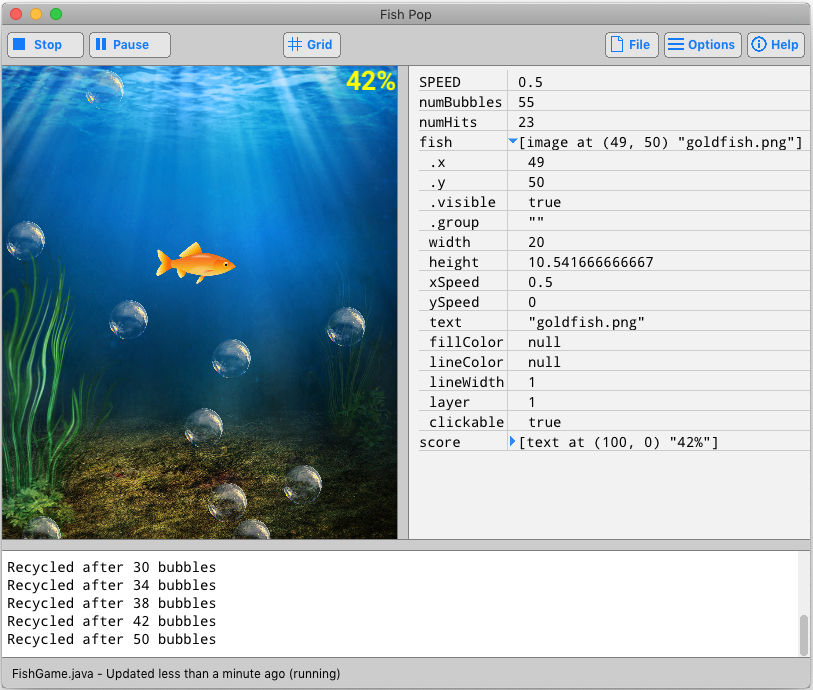 Fish Pop
Stop Pause Grid File Options Help
42%
SPEED 0.5
numBubbles 55
numHits 23
fish [image at (49, 50) "goldfish.png"]
.x 49
.y 50
.visible true
.group ""
width 20
height 10.541666666667
xSpeed 0.5
ySpeed 0
text "goldfish.png"
fillColor null
lineColor null
lineWidth 1
layer 1
clickable true
score [text at (100, 0) "42%"]
Recycled after 30 bubbles
Recycled after 34 bubbles
Recycled after 38 bubbles
Recycled after 42 bubbles
Recycled after 50 bubbles
FishGame.java - Updated less than a minute ago (running)